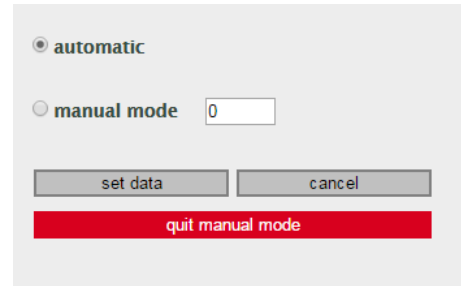 automatic
manual mode 0
set data cancel
quit manual mode